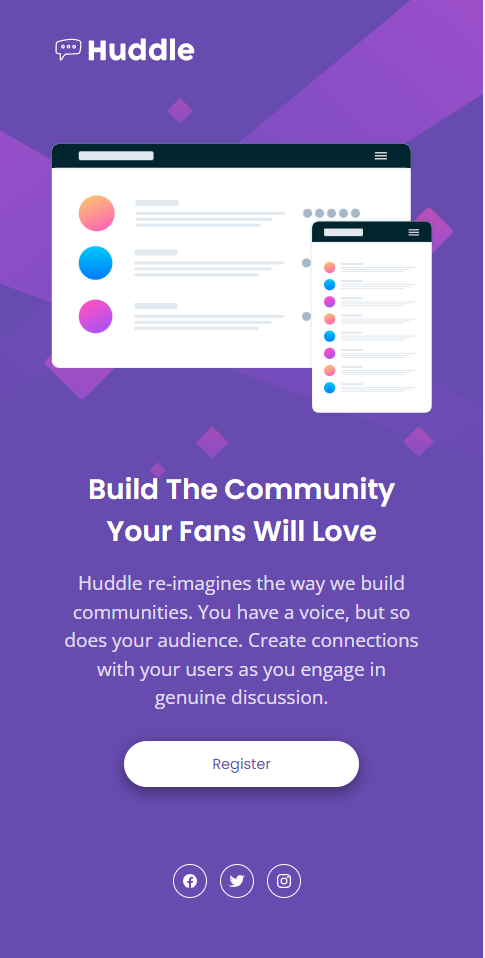 Huddle
Build The Community
Your Fans Will Love
Huddle re-imagines the way we build
communities. You have a voice, but so
does your audience. Create connections
with your users as you engage in
genuine discussion.
Register